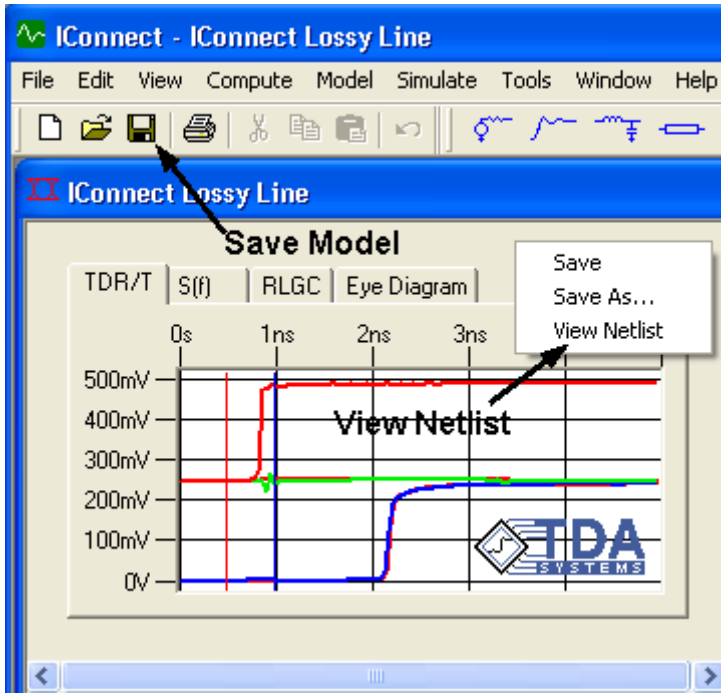 IConnect - IConnect Lossy Line
File Edit View Compute Model Simulate Tools Window Help
IConnect Lossy Line
Save Model
Save
Save As...
View Netlist
TDR/T S(f) RLGC Eye Diagram
0s 1ns 2ns 3ns
500mV
400mV
View Netlist
300mV
200mV
100mV
0V
TDA
SYSTEMS